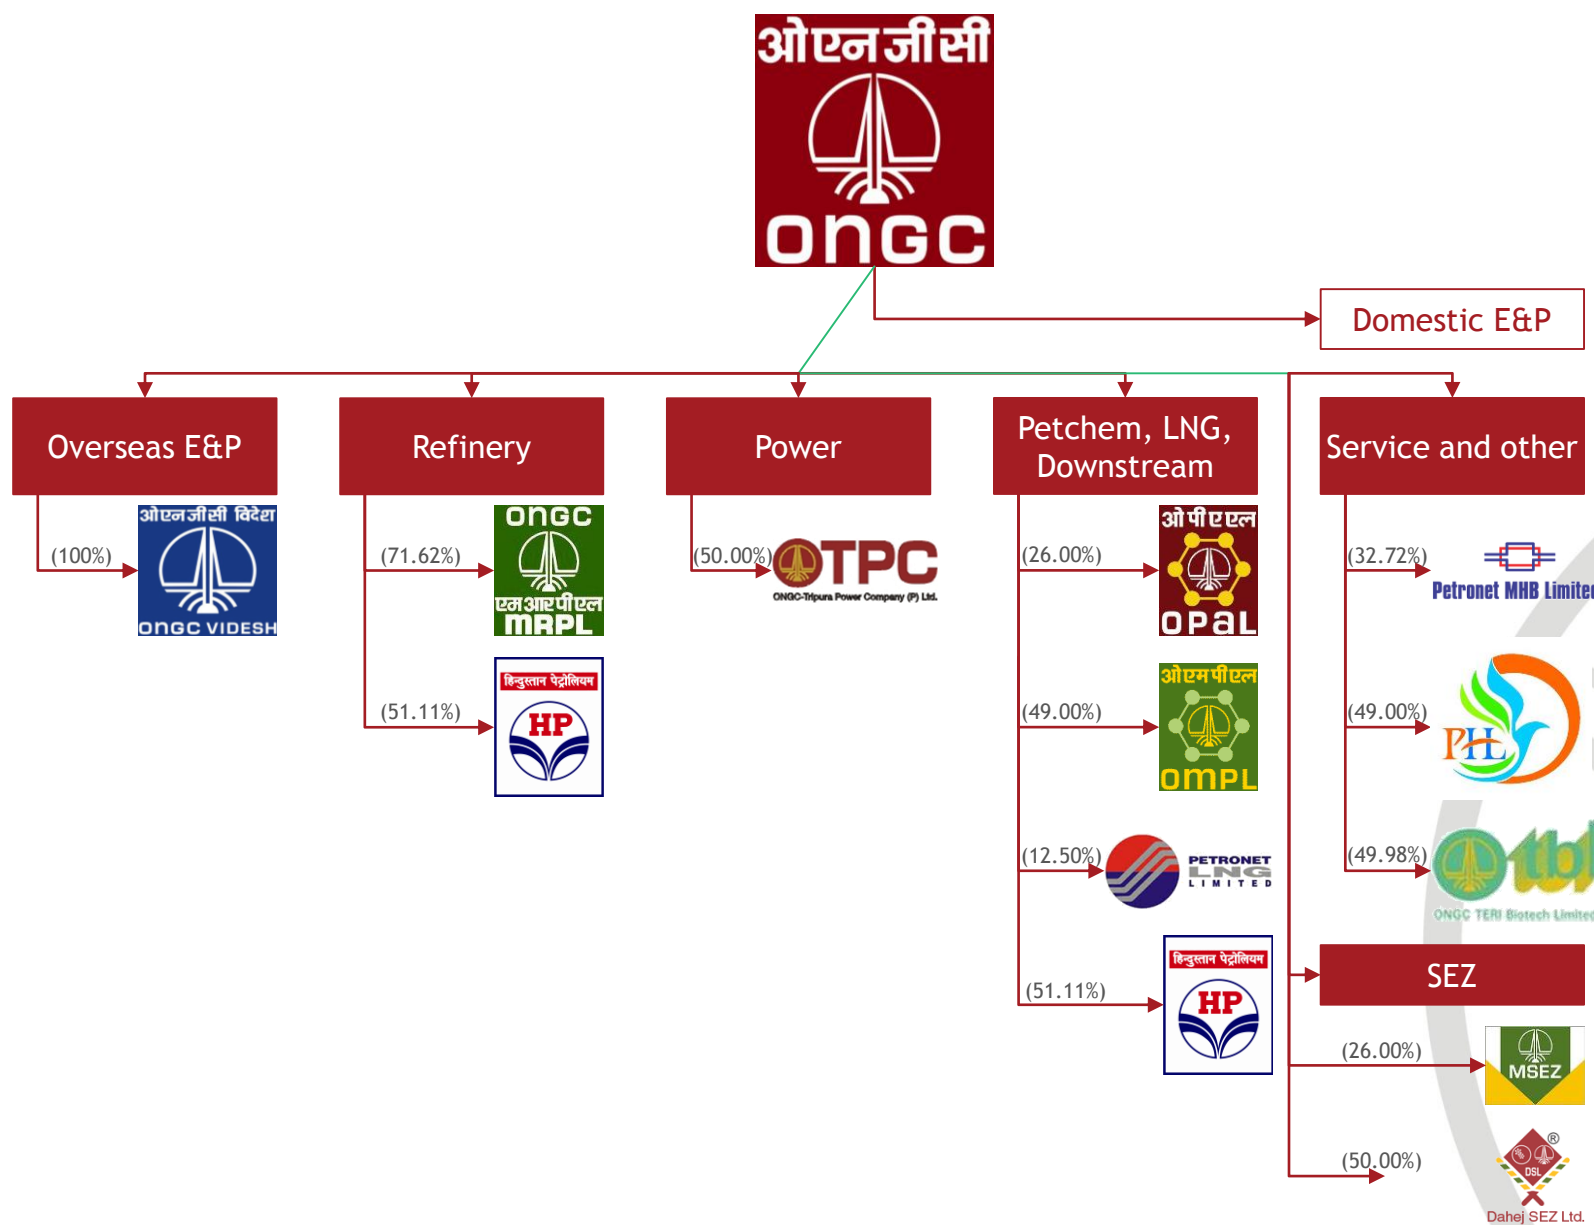 ओएनजीसी
ONGC
Domestic E&P
Overseas E&P
Refinery
Power
Petchem, LNG,
Downstream
Service and other
(100%)
ओएनजीसी विदेश
ONGC VIDESH
(71.62%)
ONGC
एमआरपीएल
MRPL
(51.11%)
हिन्दुस्तान पेट्रोलियम
HP
(50.00%)
OTPC
ONGC-Tripura Power Company (P) Ltd.
(26.00%)
ओपीएएल
OPaL
(49.00%)
ओएमपीएल
OMPL
(12.50%)
PETRONET
LNG
LIMITED
(51.11%)
हिन्दुस्तान पेट्रोलियम
HP
(32.72%)
Petronet MHB Limited
(49.00%)
PHL
(49.98%)
Otbl
ONGC TERI Biotech Limited
SEZ
(26.00%)
MSEZ
(50.00%)
®
DSL
Dahej SEZ Ltd.